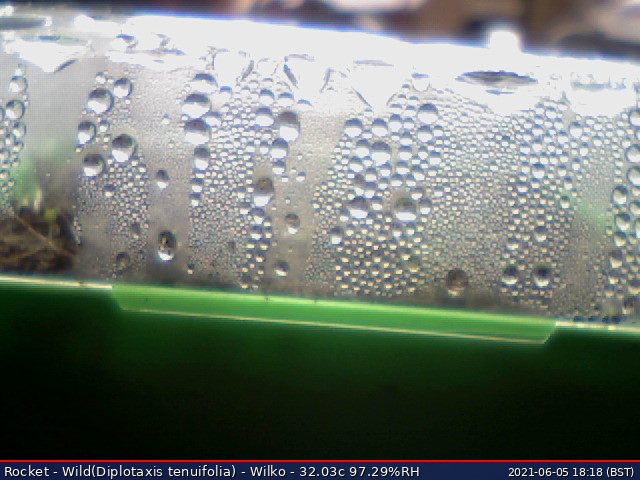 Rocket - Wild(Diplotaxis tenuifolia) - Wilko - 32.03c 97.29%RH 2021-06-05 18:18 (BST)